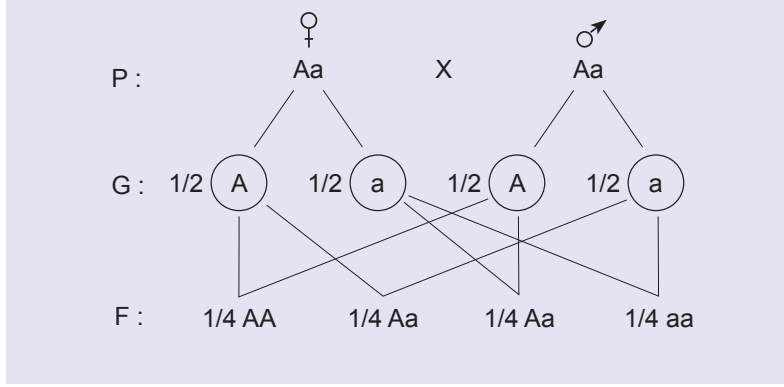 ♀ ♂
P : Aa X Aa
G : 1/2 A 1/2 a 1/2 A 1/2 a
F : 1/4 AA 1/4 Aa 1/4 Aa 1/4 aa